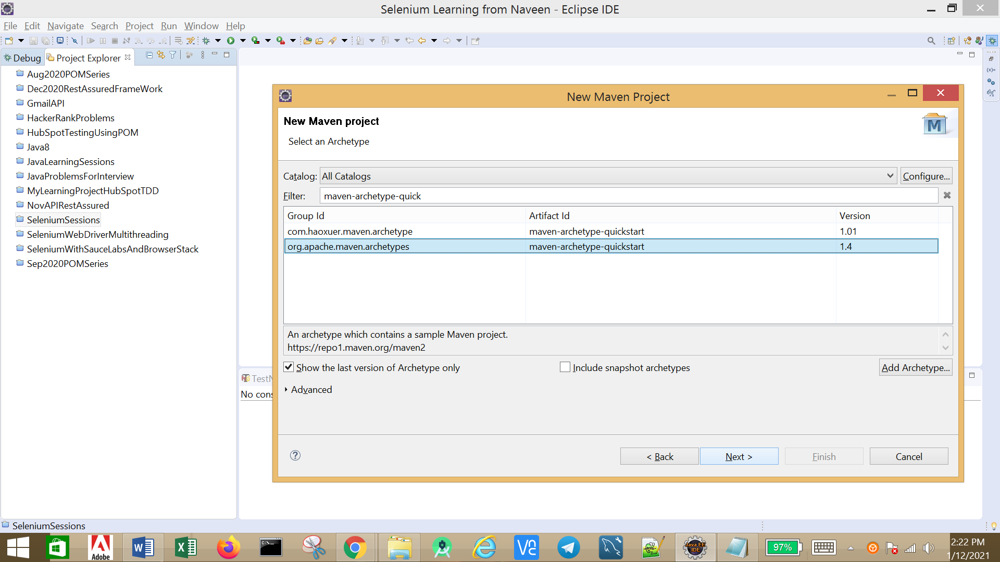 Selenium Learning from Naveen - Eclipse IDE
File Edit Navigate Search Project Run Window Help
Debug Project Explorer
Aug2020POMSeries
Dec2020RestAssuredFrameWork
GmailAPI
HackerRankProblems
HubSpotTestingUsingPOM
Java8
JavaLearningSessions
JavaProblemsForInterview
MyLearningProjectHubSpotTDD
NovAPIRestAssured
SeleniumSessions
SeleniumWebDriverMultithreading
SeleniumWithSauceLabsAndBrowserStack
Sep2020POMSeries
New Maven Project
New Maven project
M
Select an Archetype
Catalog: All Catalogs Configure...
Filter: maven-archetype-quick
Group Id Artifact Id Version
com.haoxuer.maven.archetype maven-archetype-quickstart 1.01
org.apache.maven.archetypes maven-archetype-quickstart 1.4
An archetype which contains a sample Maven project.
https://repo1.maven.org/maven2
Show the last version of Archetype only Include snapshot archetypes Add Archetype...
Advanced
< Back Next > Finish Cancel
(x)=
No cons
SeleniumSessions
Adobe
C:\>_
Java EE
IDE
97%
2:22 PM
1/12/2021